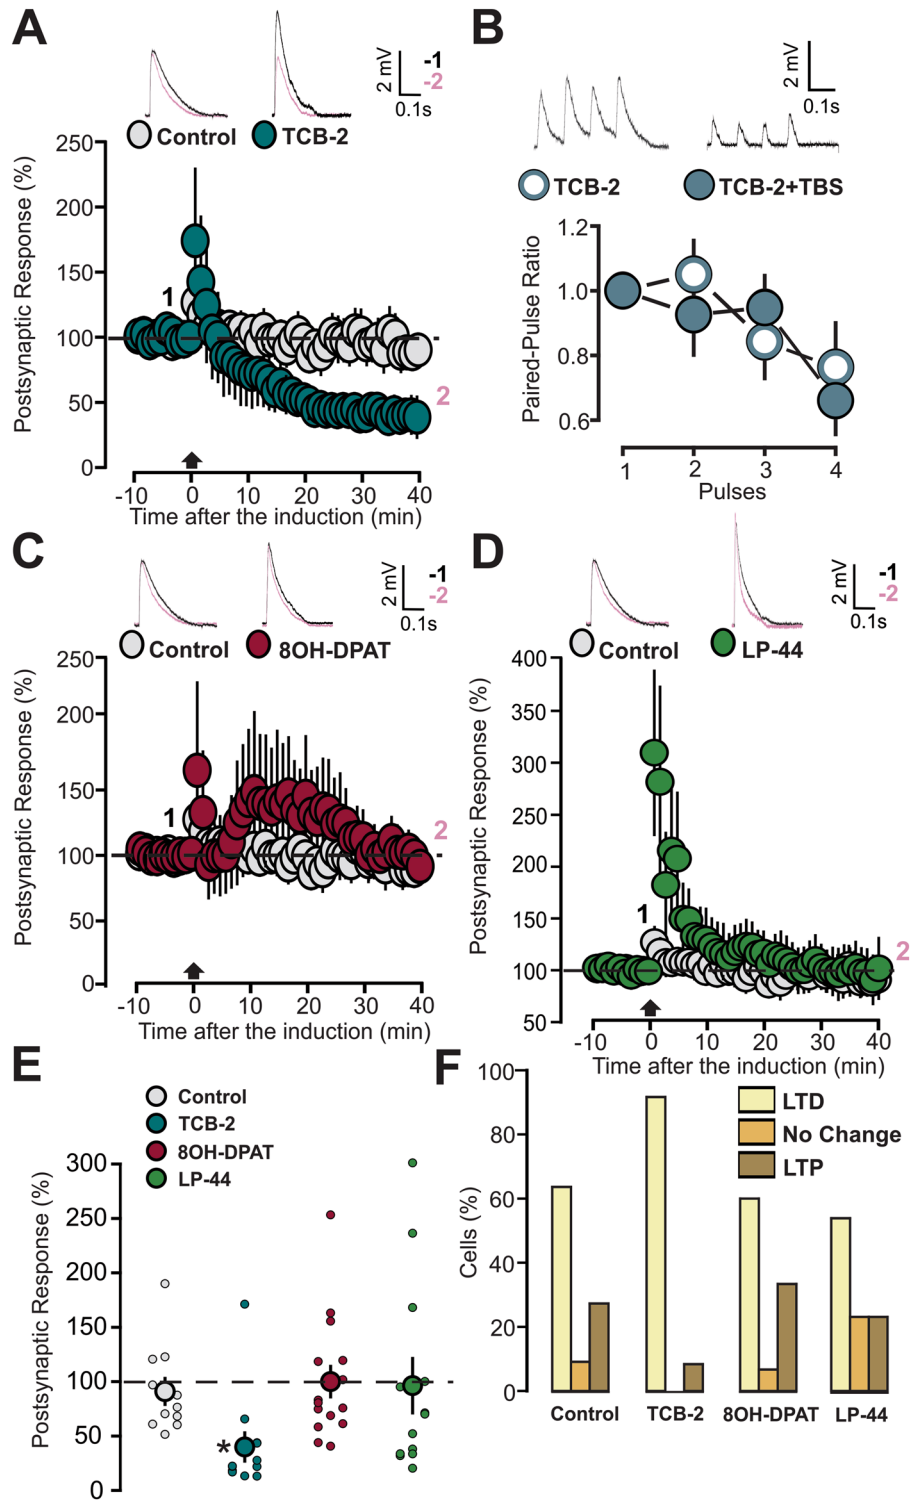 A
2 mV
-1
-2
0.1s
Control
TCB-2
Postsynaptic Response (%)
250
200
150
100
50
0
1
2
-10
0
10
20
30
40
Time after the induction (min)
B
2 mV
0.1s
TCB-2
TCB-2+TBS
Paired-Pulse Ratio
1.2
1.0
0.8
0.6
1
2
3
4
Pulses
C
2 mV
-1
-2
0.1s
Control
8OH-DPAT
Postsynaptic Response (%)
250
200
150
100
50
0
1
2
-10
0
10
20
30
40
Time after the induction (min)
D
2 mV
-1
-2
0.1s
Control
LP-44
Postsynaptic Response (%)
400
350
300
250
200
150
100
50
1
2
-10
0
10
20
30
40
Time after the induction (min)
E
Control
TCB-2
8OH-DPAT
LP-44
Postsynaptic Response (%)
300
250
200
150
100
50
0
*
F
LTD
No Change
LTP
Cells (%)
100
80
60
40
20
0
Control
TCB-2
8OH-DPAT
LP-44